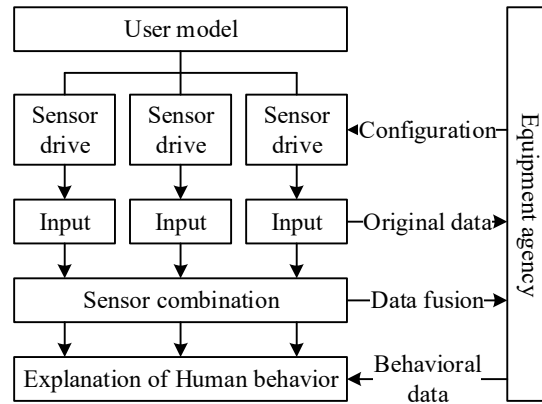 User model
Sensor
drive
Sensor
drive
Sensor
drive
Configuration
Input
Input
Input
Original data
Sensor combination
Data fusion
Explanation of Human behavior
Behavioral
data
Equipment agency